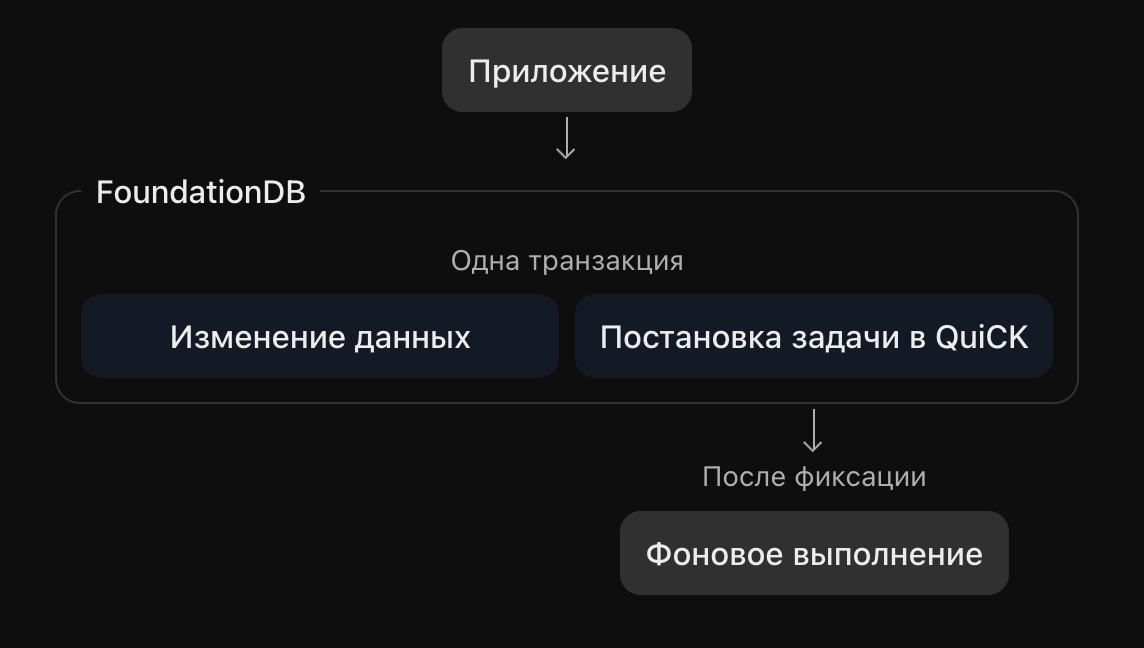 Приложение
FoundationDB
Одна транзакция
Изменение данных
Постановка задачи в QuiCK
После фиксации
Фоновое выполнение